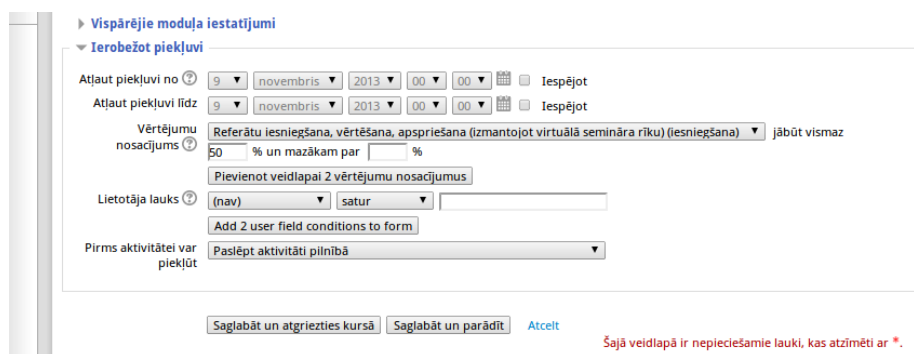 Vispārējie moduļa iestatījumi
Ierobežot piekļuvi
Atļaut piekļuvi no ? 9 novembris 2013 00 00 Iespējot
Atļaut piekļuvi līdz 9 novembris 2013 00 00 Iespējot
Vērtējumu nosacījums ? Referātu iesniegšana, vērtēšana, apspriešana (izmantojot virtuālā semināra rīku) (iesniegšana) jābūt vismaz
50 % un mazākam par %
Pievienot veidlapai 2 vērtējumu nosacījumus
Lietotāja lauks ? (nav) satur
Add 2 user field conditions to form
Pirms aktivitātei var piekļūt Paslēpt aktivitāti pilnībā
Saglabāt un atgriezties kursā Saglabāt un parādīt Atcelt
Šajā veidlapā ir nepieciešamie lauki, kas atzīmēti ar *.